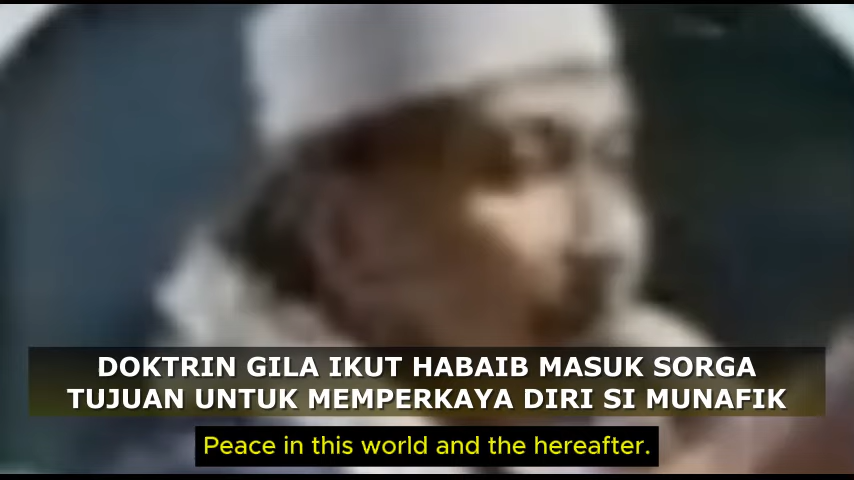 DOKTRIN GILA IKUT HABAIB MASUK SORGA
TUJUAN UNTUK MEMPERKAYA DIRI SI MUNAFIK
Peace in this world and the hereafter.